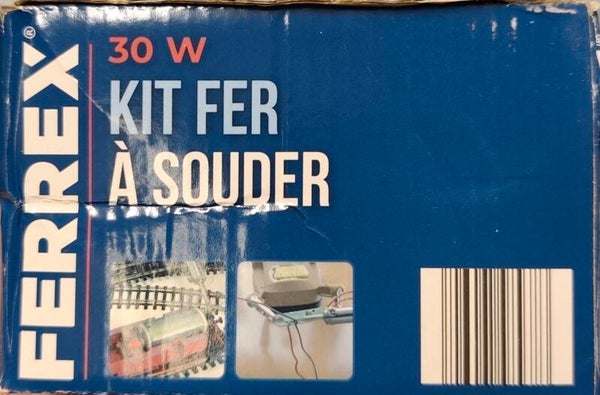 FERREX®
30 W
KIT FER
À SOUDER